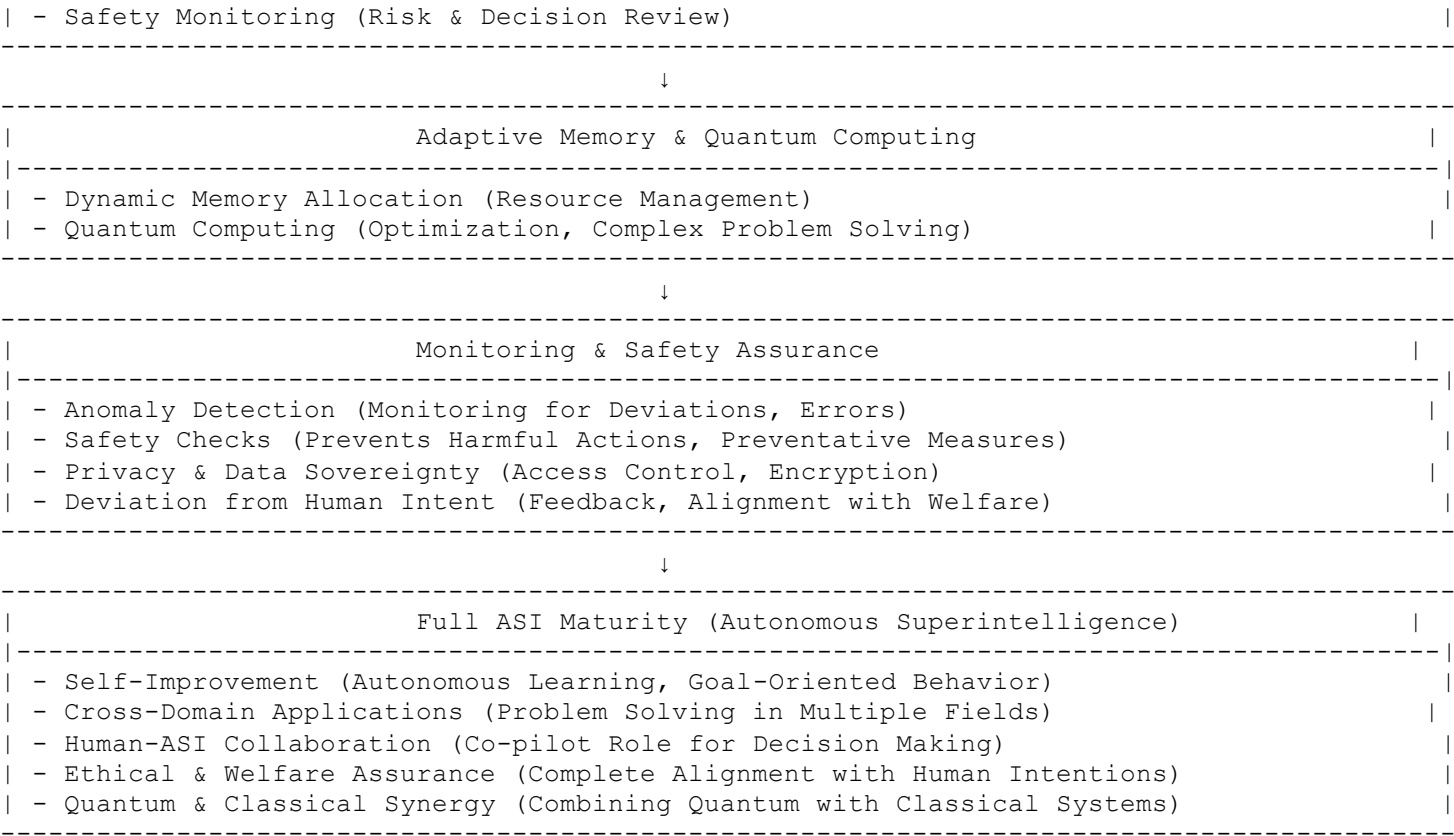 | - Safety Monitoring (Risk & Decision Review) |
-------------------------------------------------------------------------------------------
↓
-------------------------------------------------------------------------------------------
| Adaptive Memory & Quantum Computing |
|-----------------------------------------------------------------------------------------|
| - Dynamic Memory Allocation (Resource Management) |
| - Quantum Computing (Optimization, Complex Problem Solving) |
-------------------------------------------------------------------------------------------
↓
-------------------------------------------------------------------------------------------
| Monitoring & Safety Assurance |
|-----------------------------------------------------------------------------------------|
| - Anomaly Detection (Monitoring for Deviations, Errors) |
| - Safety Checks (Prevents Harmful Actions, Preventative Measures) |
| - Privacy & Data Sovereignty (Access Control, Encryption) |
| - Deviation from Human Intent (Feedback, Alignment with Welfare) |
-------------------------------------------------------------------------------------------
↓
-------------------------------------------------------------------------------------------
| Full ASI Maturity (Autonomous Superintelligence) |
|-----------------------------------------------------------------------------------------|
| - Self-Improvement (Autonomous Learning, Goal-Oriented Behavior) |
| - Cross-Domain Applications (Problem Solving in Multiple Fields) |
| - Human-ASI Collaboration (Co-pilot Role for Decision Making) |
| - Ethical & Welfare Assurance (Complete Alignment with Human Intentions) |
| - Quantum & Classical Synergy (Combining Quantum with Classical Systems) |
-------------------------------------------------------------------------------------------